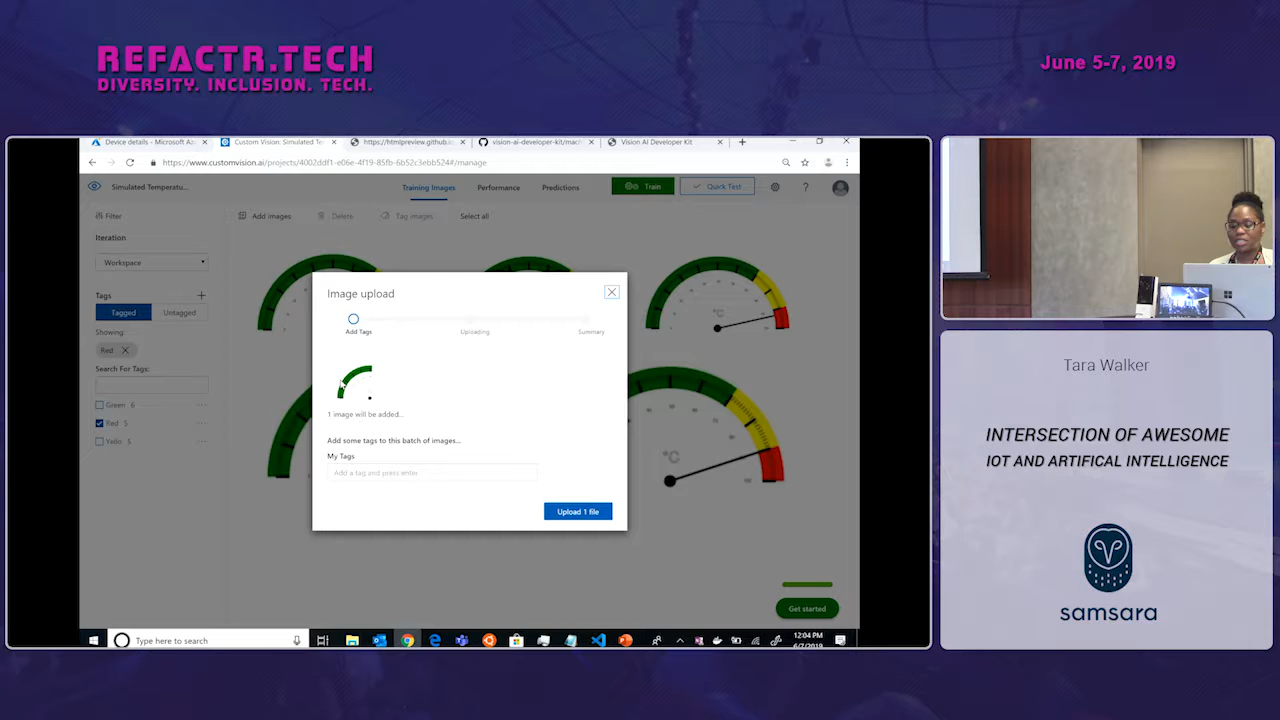 REFACTR.TECH
DIVERSITY. INCLUSION. TECH.
June 5-7, 2019
Device details - Microsoft Az
Custom Vision: Simulated Te
https://htmlpreview.github.io
vision-ai-developer-kit/mach
Vision AI Developer Kit
https://www.customvision.ai/projects/4002ddf1-e06e-4f19-85fb-6b52c3ebb524#/manage
Simulated Temperatu...
Training Images
Performance
Predictions
Train
Quick Test
?
Filter
Add images
Delete
Tag images
Select all
Iteration
Workspace
Tags
Tagged
Untagged
Showing:
Red
Search For Tags:
Green 6
Red 5
Yello 5
°C
°C
Image upload
Add Tags
Uploading
Summary
1 image will be added...
Add some tags to this batch of images...
My Tags
Add a tag and press enter
Upload 1 file
Get started
Type here to search
12:04 PM
6/7/2019
Tara Walker
INTERSECTION OF AWESOME
IOT AND ARTIFICAL INTELLIGENCE
samsara